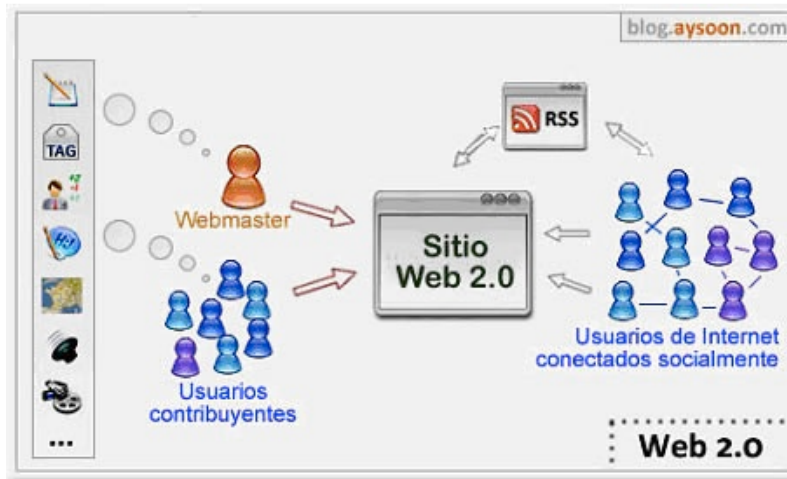 blog.aysoon.com
RSS
TAG
Webmaster
Sitio
Web 2.0
Usuarios
contribuyentes
Usuarios de Internet
conectados socialmente
...
Web 2.0